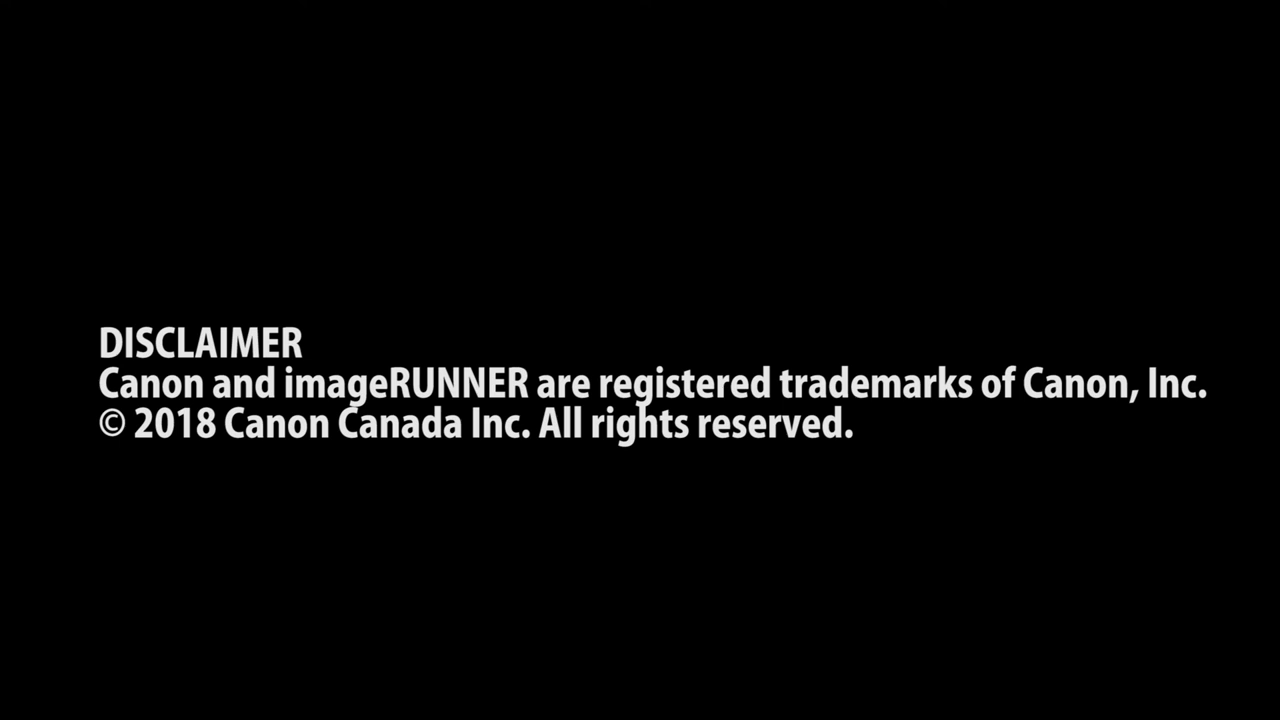 DISCLAIMER
Canon and imageRUNNER are registered trademarks of Canon, Inc.
© 2018 Canon Canada Inc. All rights reserved.